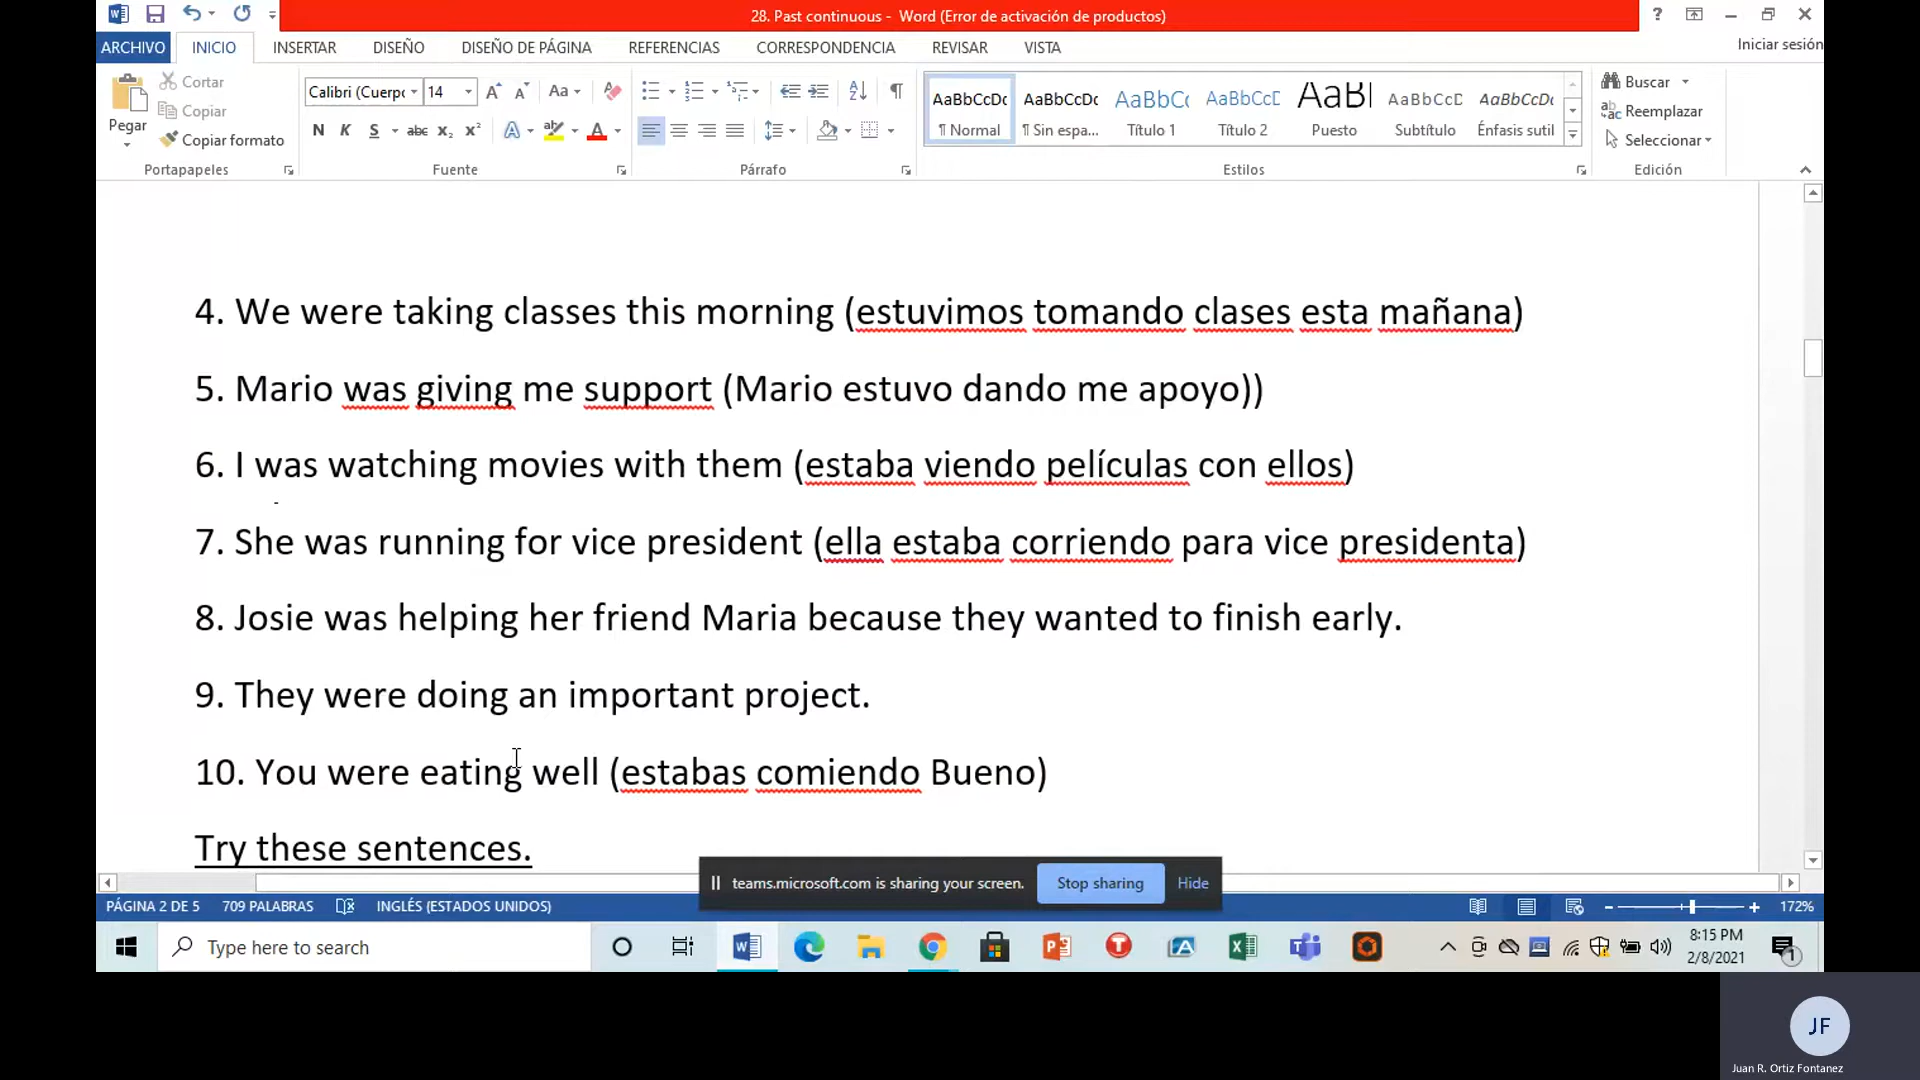 28. Past continuous - Word (Error de activación de productos)
?
ARCHIVO INICIO INSERTAR DISEÑO DISEÑO DE PÁGINA REFERENCIAS CORRESPONDENCIA REVISAR VISTA Iniciar sesión
Cortar
Copiar
Copiar formato
Pegar
Portapapeles
Calibri (Cuerpo 14
Aa
N K S abc x₂ x²
Fuente
Párrafo
AaBbCcDc AaBbCcDc AaBbCc AaBbCcD AaBl AaBbCcD AaBbCcDc
¶ Normal ¶ Sin espa... Título 1 Título 2 Puesto Subtítulo Énfasis sutil
Estilos
Buscar
Reemplazar
Seleccionar
Edición
4. We were taking classes this morning (estuvimos tomando clases esta mañana)
5. Mario was giving me support (Mario estuvo dando me apoyo))
6. I was watching movies with them (estaba viendo películas con ellos)
7. She was running for vice president (ella estaba corriendo para vice presidenta)
8. Josie was helping her friend Maria because they wanted to finish early.
9. They were doing an important project.
10. You were eating well (estabas comiendo Bueno)
Try these sentences.
teams.microsoft.com is sharing your screen. Stop sharing Hide
PÁGINA 2 DE 5 709 PALABRAS INGLÉS (ESTADOS UNIDOS) 172%
Type here to search
8:15 PM
2/8/2021
1
JF
Juan R. Ortiz Fontanez